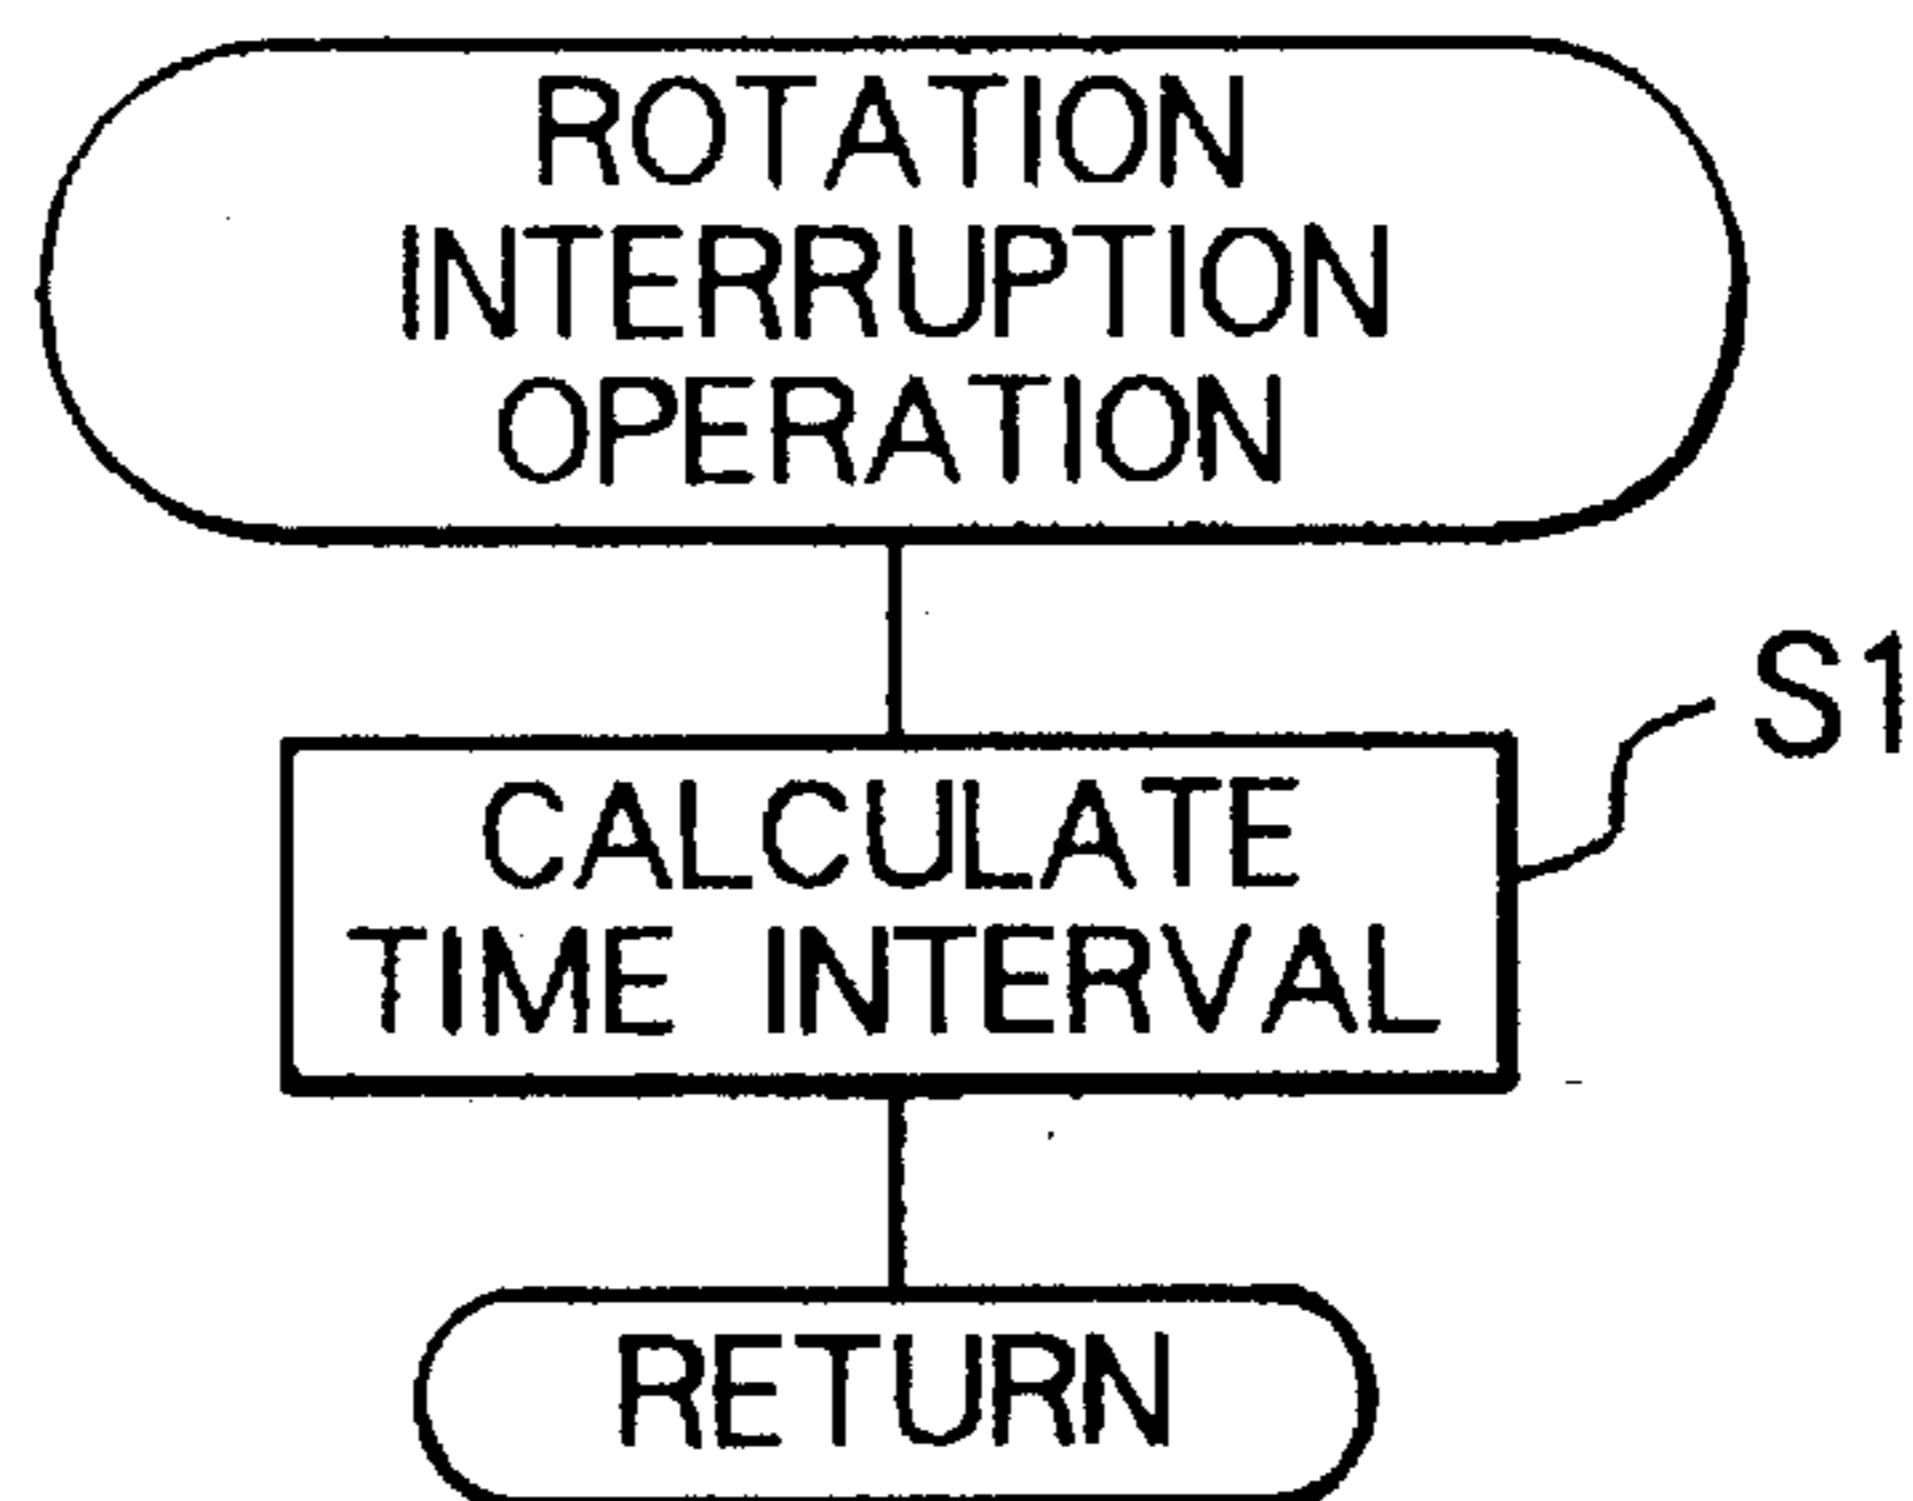 ROTATION
INTERRUPTION
OPERATION
S1
CALCULATE
TIME INTERVAL
RETURN